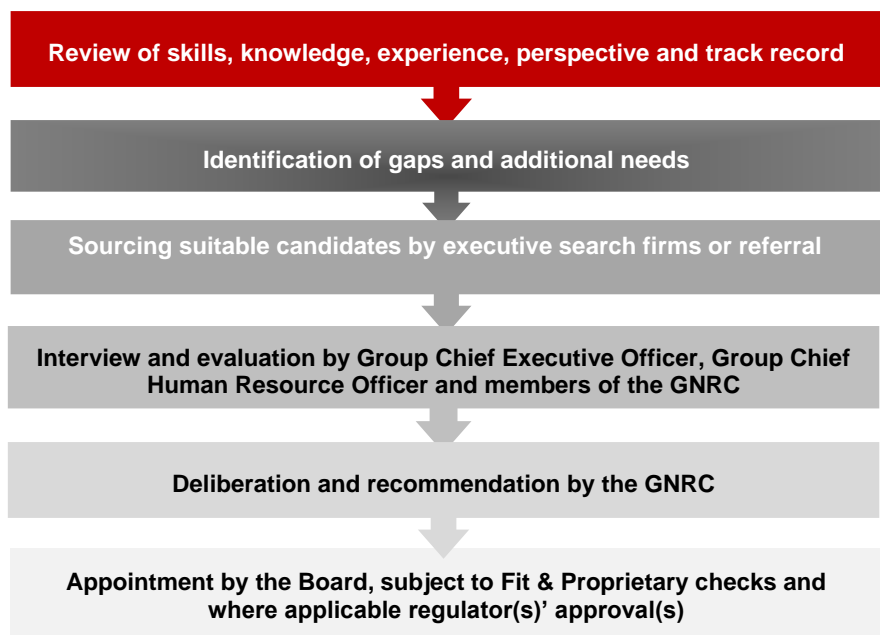 Review of skills, knowledge, experience, perspective and track record
Identification of gaps and additional needs
Sourcing suitable candidates by executive search firms or referral
Interview and evaluation by Group Chief Executive Officer, Group Chief
Human Resource Officer and members of the GNRC
Deliberation and recommendation by the GNRC
Appointment by the Board, subject to Fit & Proprietary checks and
where applicable regulator(s)' approval(s)